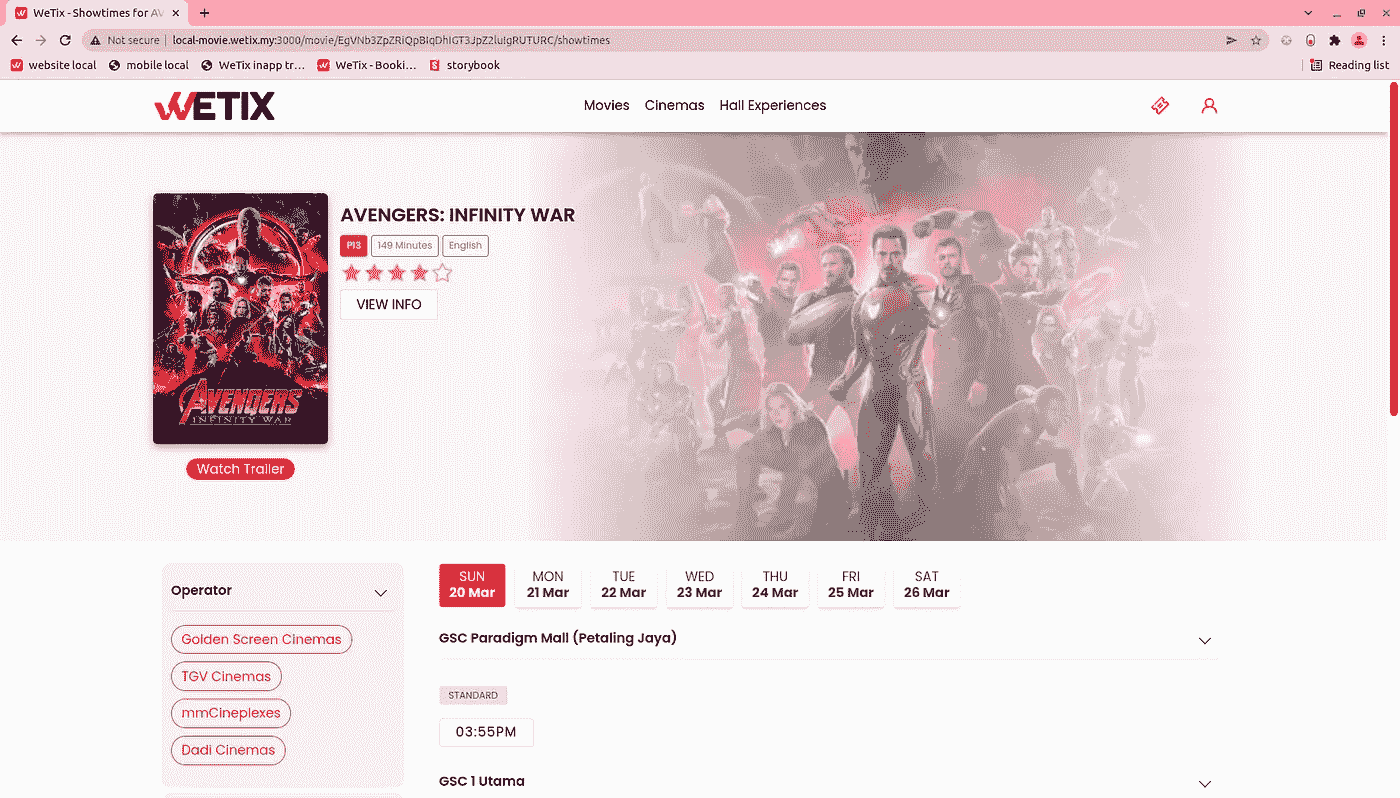 WeTix - Showtimes for AV
Not secure
local-movie.wetix.my:3000/movie/EgVNb3ZpZRiQpBIqDhIGT3JpZ2luIgRUTURC/showtimes
website local
mobile local
WeTix inapp tr...
WeTix - Booki...
storybook
Reading list
WETIX
Movies
Cinemas
Hall Experiences
AVENGERS: INFINITY WAR
P13
149 Minutes
English
VIEW INFO
AVENGERS
INFINITY WAR
Watch Trailer
Operator
Golden Screen Cinemas
TGV Cinemas
mmCineplexes
Dadi Cinemas
SUN
20 Mar
MON
21 Mar
TUE
22 Mar
WED
23 Mar
THU
24 Mar
FRI
25 Mar
SAT
26 Mar
GSC Paradigm Mall (Petaling Jaya)
STANDARD
03:55PM
GSC 1 Utama